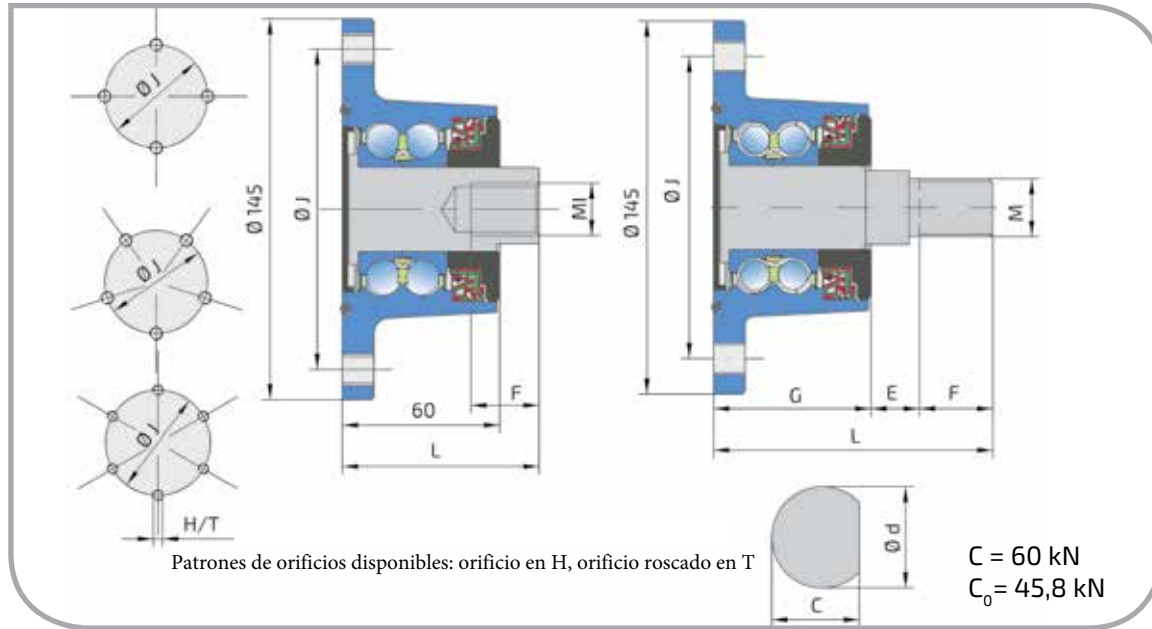 Ø J
Ø J
Ø J
H/T
Ø 145
Ø J
MI
F
60
L
Ø 145
Ø J
M
G
E
F
L
Patrones de orificios disponibles: orificio en H, orificio roscado en T
Ø d
C
C = 60 kN
C₀= 45,8 kN